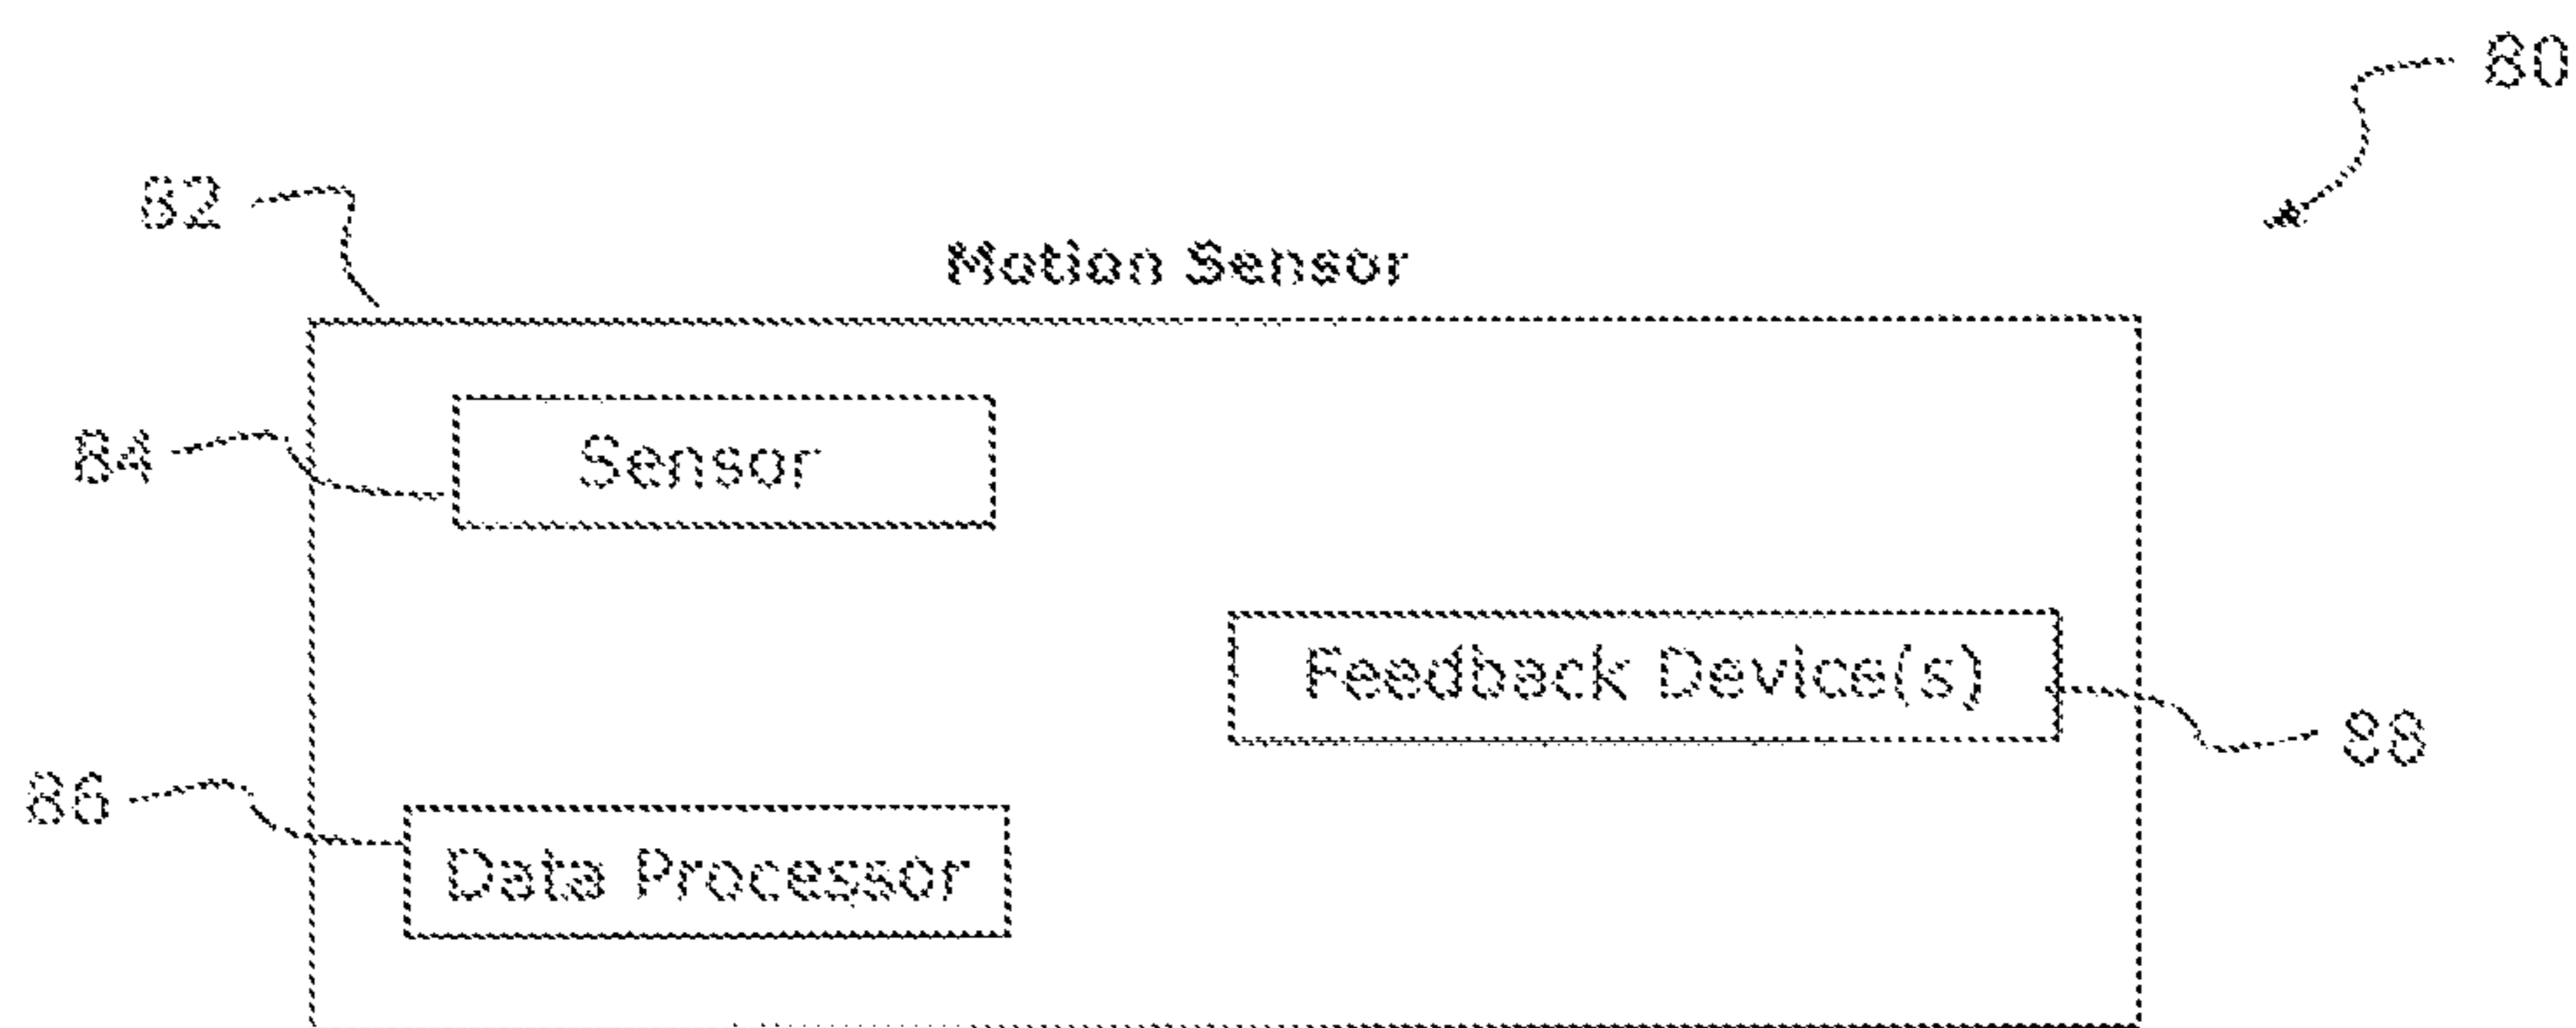 80
82
Motion Sensor
84
Sensor
Feedback Device(s)
88
86
Data Processor